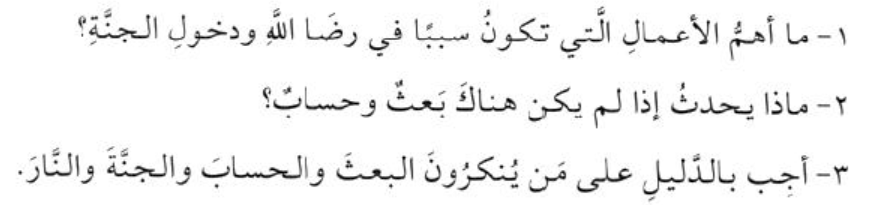 ١- ما أهمُّ الأعمالِ الَّتي تكونُ سببًا في رضَا اللَّهِ ودخولِ الجنَّةِ؟
٢- ماذا يحدثُ إذا لم يكن هناكَ بَعثٌ وحسابٌ؟
٣- أجِب بالدَّليلِ على مَن يُنكرُونَ البعثَ والحسابَ والجنَّةَ والنَّارَ.